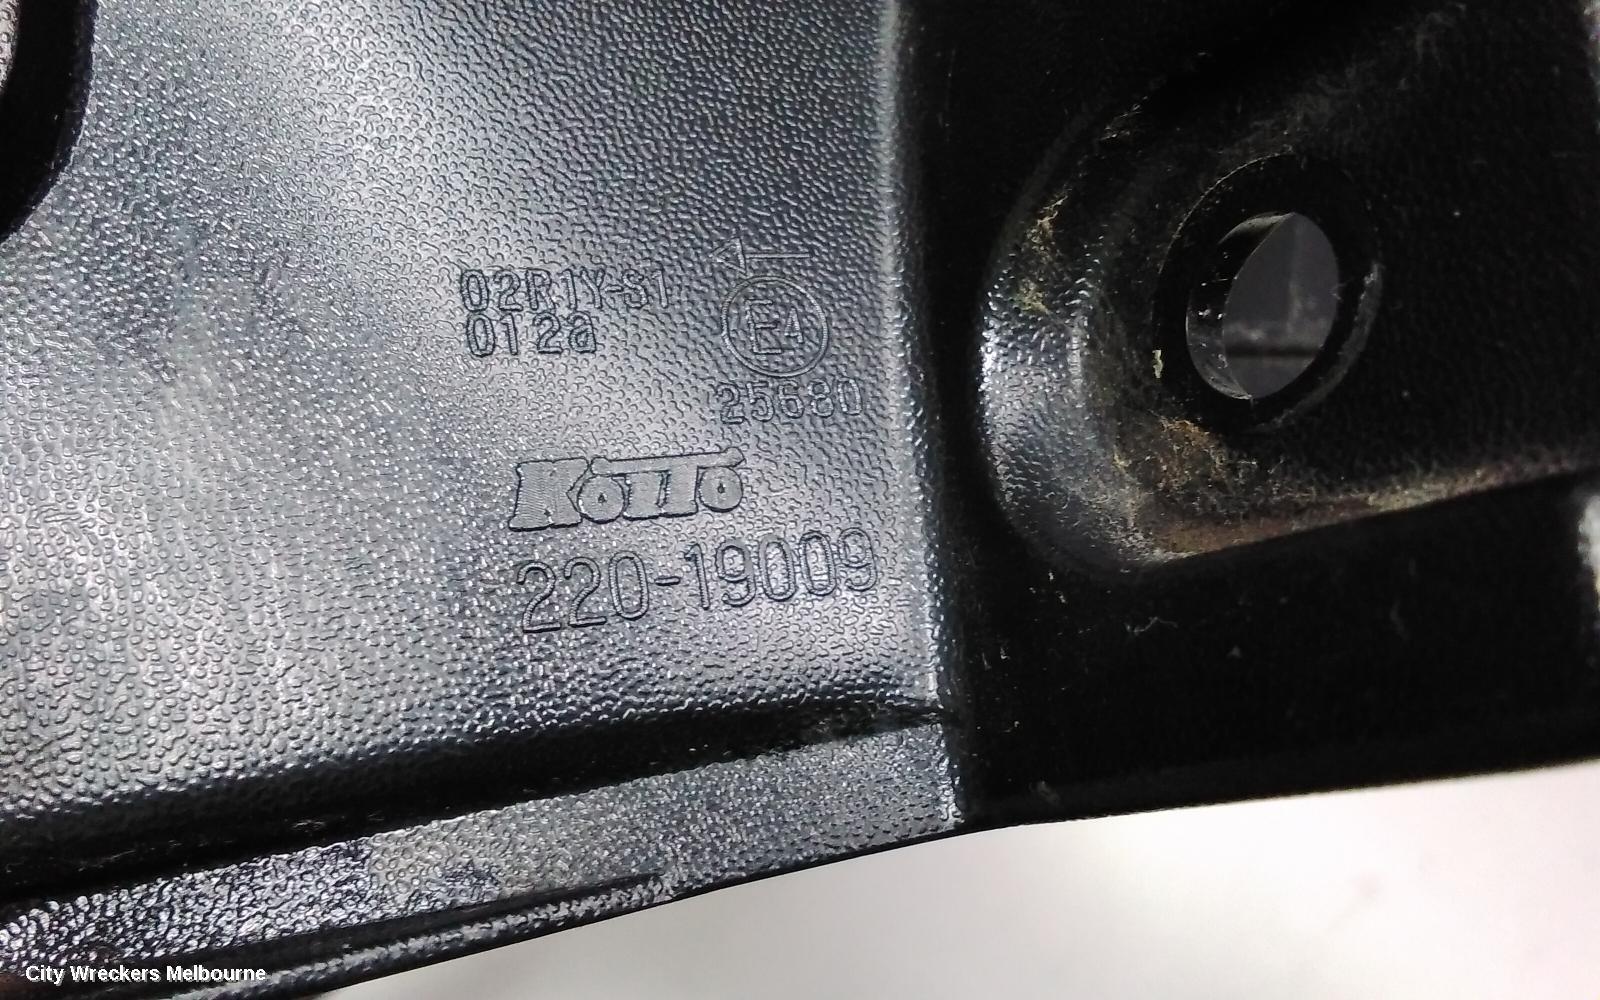 02R1Y-S1
012a
E4
25680
KOITO
220-19009
City Wreckers Melbourne